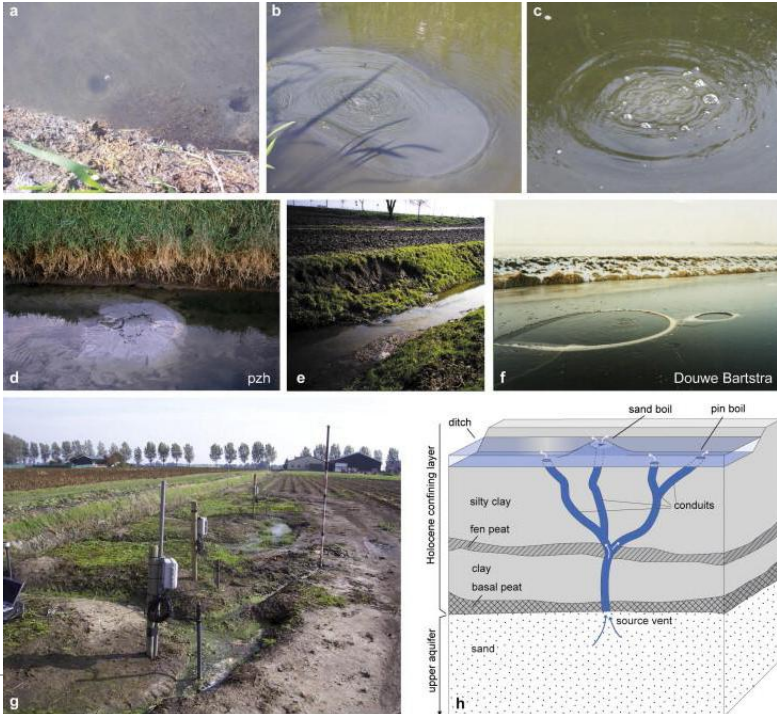 a
b
c
d
pzh
e
f
Douwe Bartstra
g
ditch
sand boil
pin boil
Holocene confining layer
silty clay
conduits
fen peat
clay
basal peat
source vent
upper aquifer
sand
h